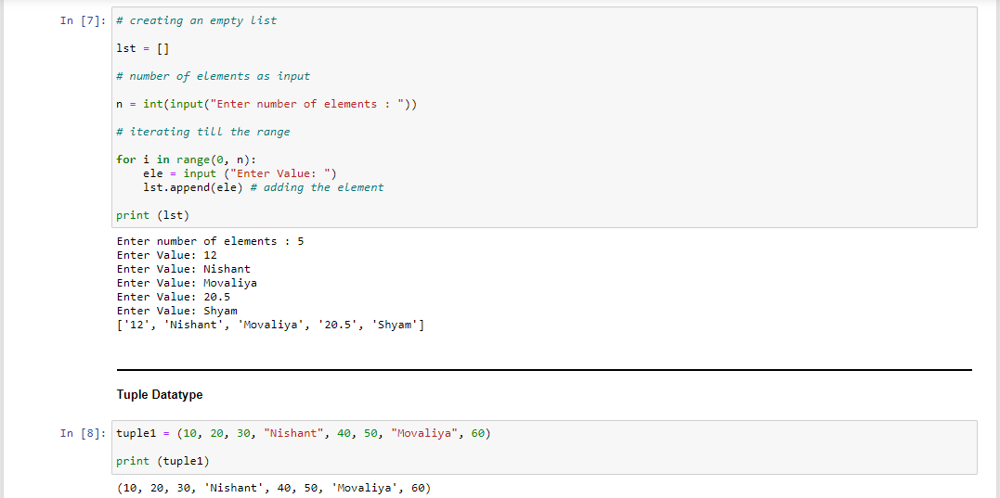 In [7]: # creating an empty list
lst = []
# number of elements as input
n = int(input("Enter number of elements : "))
# iterating till the range
for i in range(0, n):
    ele = input ("Enter Value: ")
    lst.append(ele) # adding the element
print (lst)
Enter number of elements : 5
Enter Value: 12
Enter Value: Nishant
Enter Value: Movaliya
Enter Value: 20.5
Enter Value: Shyam
['12', 'Nishant', 'Movaliya', '20.5', 'Shyam']
Tuple Datatype
In [8]: tuple1 = (10, 20, 30, "Nishant", 40, 50, "Movaliya", 60)
print (tuple1)
(10, 20, 30, 'Nishant', 40, 50, 'Movaliya', 60)